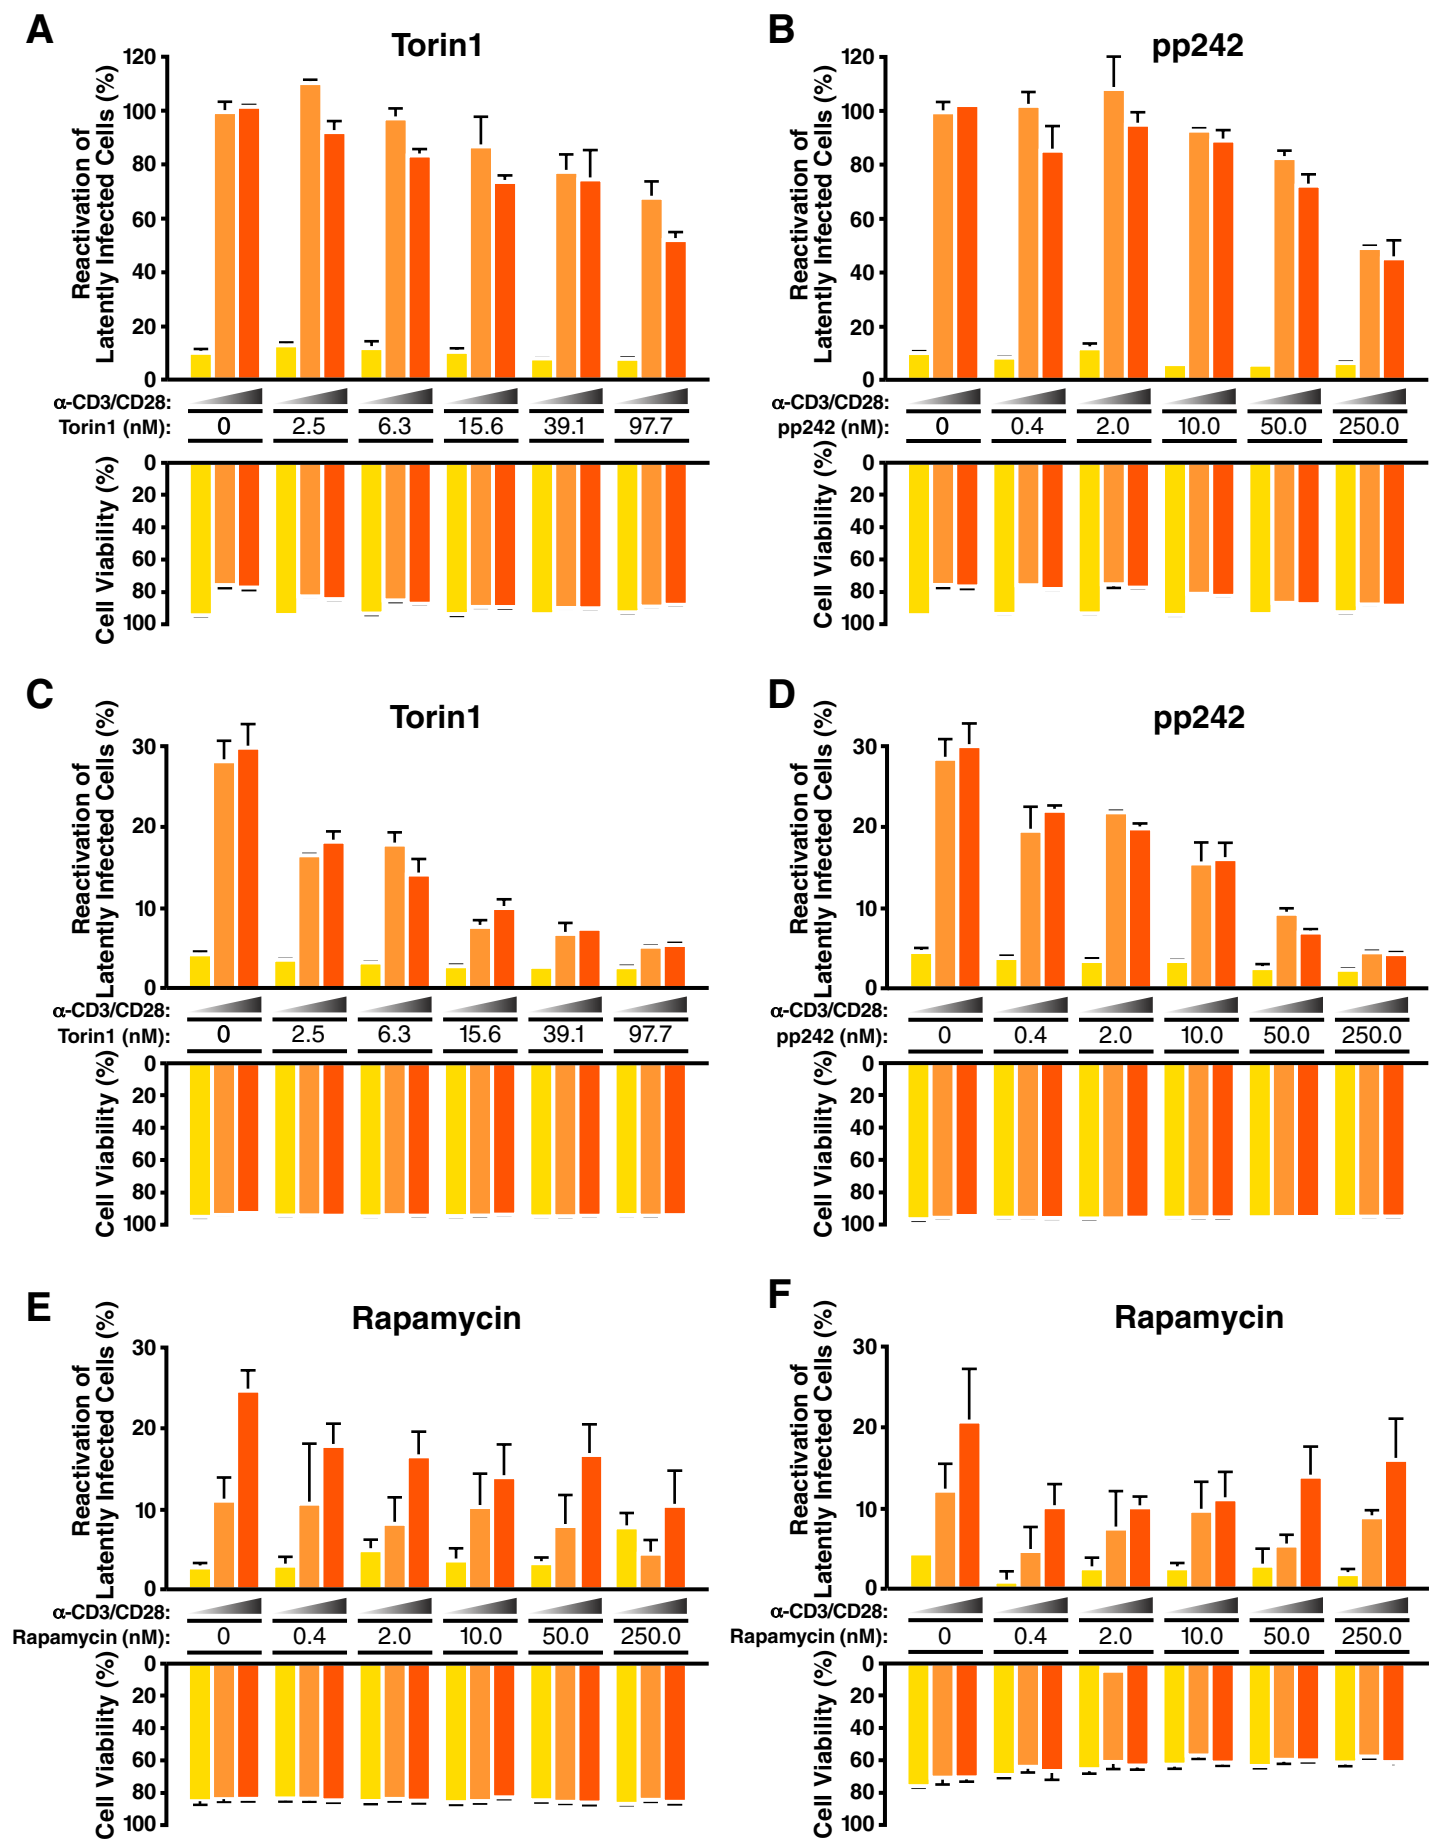 A
Torin1
Reactivation of
Latently Infected Cells (%)
120
100
80
60
40
20
0
α-CD3/CD28:
Torin1 (nM):
0 2.5 6.3 15.6 39.1 97.7
Cell Viability (%)
0
20
40
60
80
100
B
pp242
Reactivation of
Latently Infected Cells (%)
120
100
80
60
40
20
0
α-CD3/CD28:
pp242 (nM):
0 0.4 2.0 10.0 50.0 250.0
Cell Viability (%)
0
20
40
60
80
100
C
Torin1
Reactivation of
Latently Infected Cells (%)
30
20
10
0
α-CD3/CD28:
Torin1 (nM):
0 2.5 6.3 15.6 39.1 97.7
Cell Viability (%)
0
20
40
60
80
100
D
pp242
Reactivation of
Latently Infected Cells (%)
30
20
10
0
α-CD3/CD28:
pp242 (nM):
0 0.4 2.0 10.0 50.0 250.0
Cell Viability (%)
0
20
40
60
80
100
E
Rapamycin
Reactivation of
Latently Infected Cells (%)
30
20
10
0
α-CD3/CD28:
Rapamycin (nM):
0 0.4 2.0 10.0 50.0 250.0
Cell Viability (%)
0
20
40
60
80
100
F
Rapamycin
Reactivation of
Latently Infected Cells (%)
30
20
10
0
α-CD3/CD28:
Rapamycin (nM):
0 0.4 2.0 10.0 50.0 250.0
Cell Viability (%)
0
20
40
60
80
100